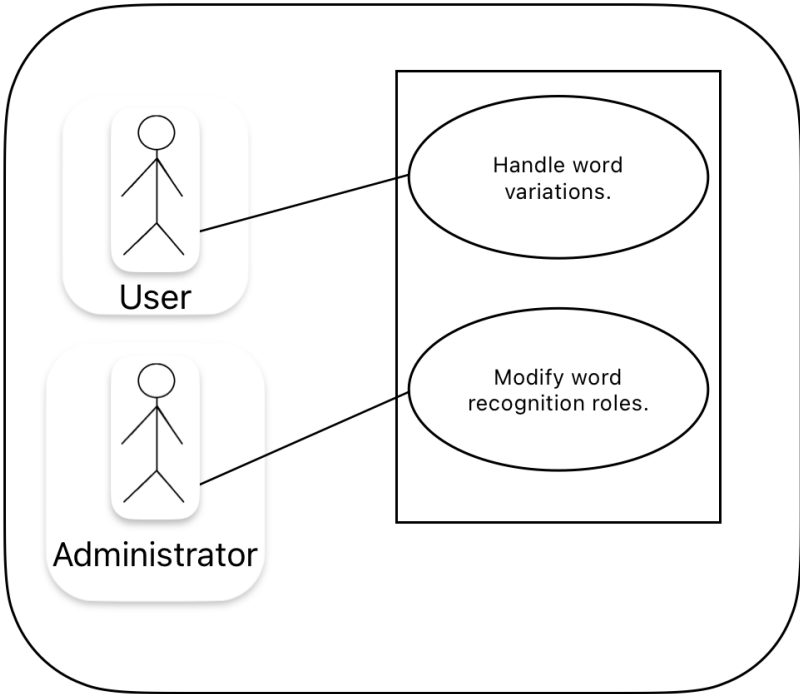 Handle word
variations.
User
Modify word
recognition roles.
Administrator